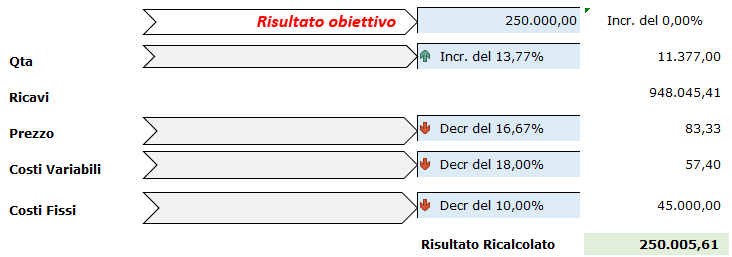 Risultato obiettivo 250.000,00 Incr. del 0,00%
Qta Incr. del 13,77% 11.377,00
Ricavi 948.045,41
Prezzo Decr del 16,67% 83,33
Costi Variabili Decr del 18,00% 57,40
Costi Fissi Decr del 10,00% 45.000,00
Risultato Ricalcolato 250.005,61